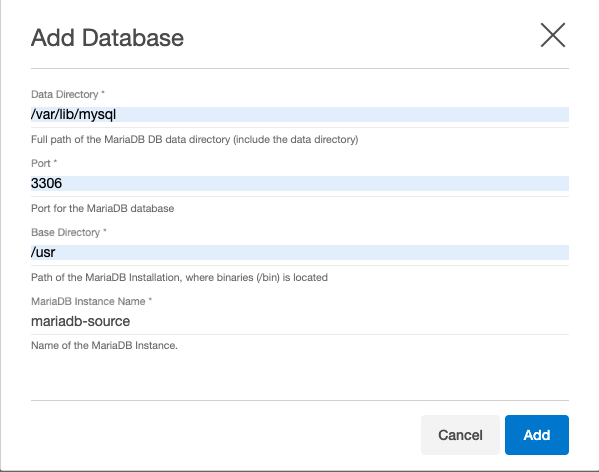 Add Database
Data Directory *
/var/lib/mysql
Full path of the MariaDB DB data directory (include the data directory)
Port *
3306
Port for the MariaDB database
Base Directory *
/usr
Path of the MariaDB Installation, where binaries (/bin) is located
MariaDB Instance Name *
mariadb-source
Name of the MariaDB Instance.
Cancel Add